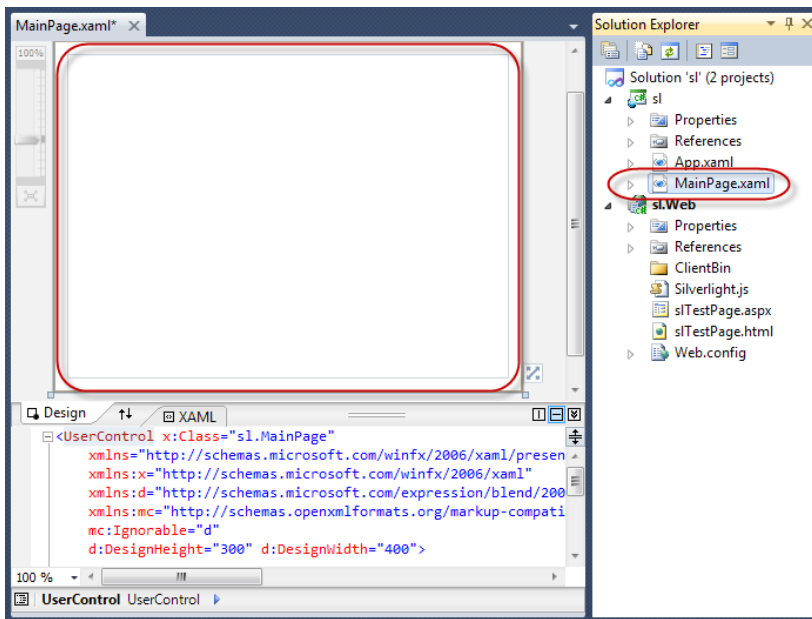 MainPage.xaml*
100%
Design
XAML
<UserControl x:Class="sl.MainPage"
xmlns="http://schemas.microsoft.com/winfx/2006/xaml/presen
xmlns:x="http://schemas.microsoft.com/winfx/2006/xaml"
xmlns:d="http://schemas.microsoft.com/expression/blend/200
xmlns:mc="http://schemas.openxmlformats.org/markup-compati
mc:Ignorable="d"
d:DesignHeight="300" d:DesignWidth="400">
100 %
UserControl UserControl
Solution Explorer
Solution 'sl' (2 projects)
sl
Properties
References
App.xaml
MainPage.xaml
sl.Web
Properties
References
ClientBin
Silverlight.js
slTestPage.aspx
slTestPage.html
Web.config